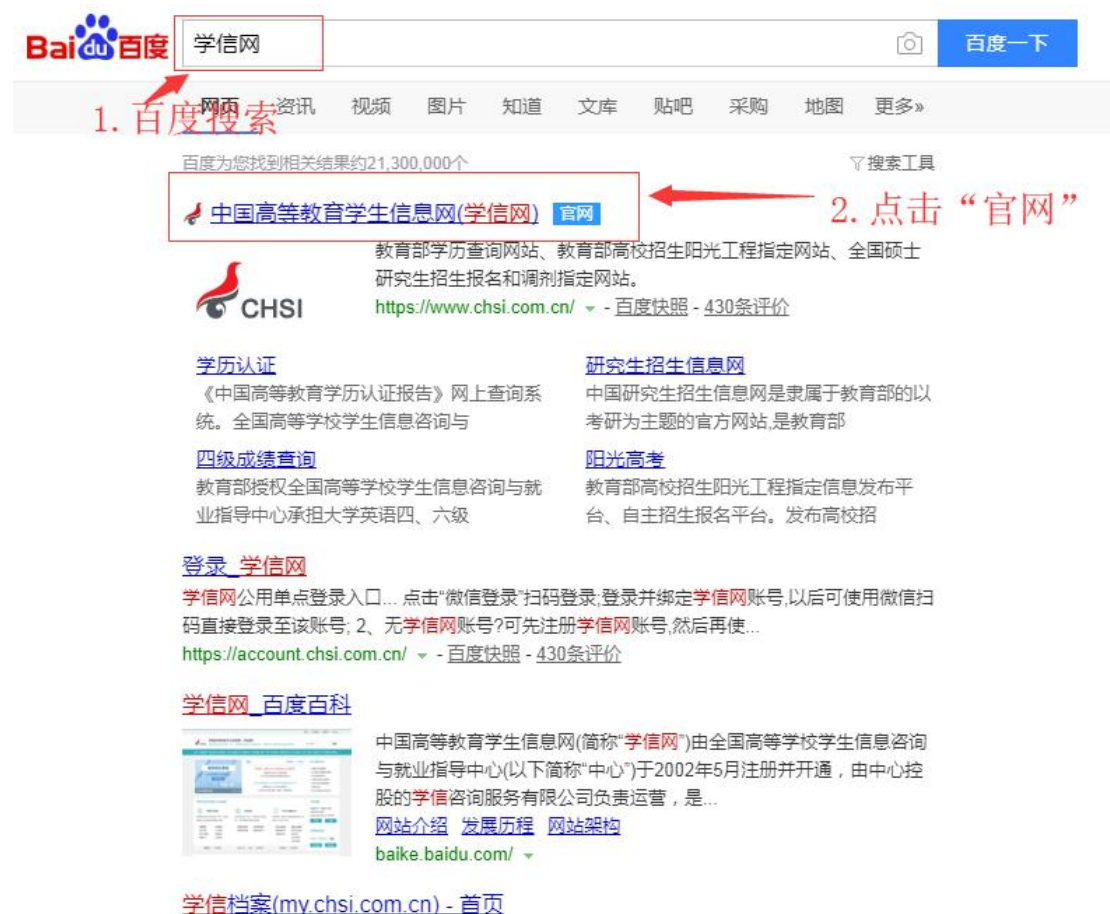 Bai du 百度 学信网 百度一下
1. 百度搜索
网页 资讯 视频 图片 知道 文库 贴吧 采购 地图 更多»
百度为您找到相关结果约21,300,000个 搜索工具
中国高等教育学生信息网(学信网) 官网
2. 点击“官网”
教育部学历查询网站、教育部高校招生阳光工程指定网站、全国硕士
研究生招生报名和调剂指定网站。
CHSI
https://www.chsi.com.cn/ - 百度快照 - 430条评价
学历认证
《中国高等教育学历认证报告》网上查询系
统。全国高等学校学生信息咨询与
研究生招生信息网
中国研究生招生信息网是隶属于教育部的以
考研为主题的官方网站,是教育部
四级成绩查询
教育部授权全国高等学校学生信息咨询与就
业指导中心承担大学英语四、六级
阳光高考
教育部高校招生阳光工程指定信息发布平
台、自主招生报名平台。发布高校招
登录_学信网
学信网公用单点登录入口... 点击“微信登录”扫码登录;登录并绑定学信网账号,以后可使用微信扫
码直接登录至该账号; 2、无学信网账号?可先注册学信网账号,然后再使...
https://account.chsi.com.cn/ - 百度快照 - 430条评价
学信网_百度百科
中国高等教育学生信息网(简称“学信网”)由全国高等学校学生信息咨询
与就业指导中心(以下简称“中心”)于2002年5月注册并开通，由中心控
股的学信咨询服务有限公司负责运营，是...
网站介绍 发展历程 网站架构
baike.baidu.com/
学信档案(my.chsi.com.cn) - 首页